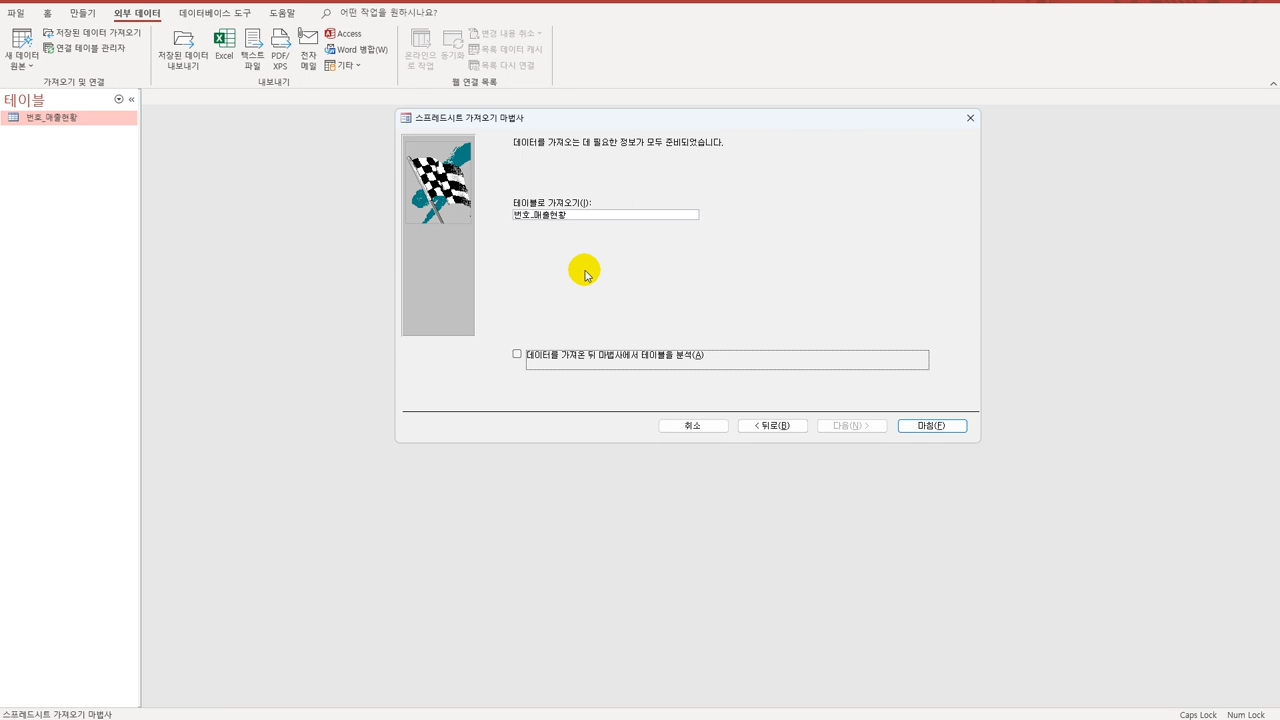 파일 홈 만들기 외부 데이터 데이터베이스 도구 도움말 어떤 작업을 원하시나요?
새 데이터 원본
저장된 데이터 가져오기
연결 테이블 관리자
가져오기 및 연결
저장된 데이터 내보내기
Excel
텍스트 파일
PDF/ XPS
전자 메일
Access
Word 병합(W)
기타
내보내기
온라인으로 작업
동기화
변경 내용 취소
목록 데이터 캐시
목록 다시 연결
웹 연결 목록
테이블
번호_매출현황
스프레드시트 가져오기 마법사
데이터를 가져오는 데 필요한 정보가 모두 준비되었습니다.
테이블로 가져오기(I):
번호_매출현황
데이터를 가져온 뒤 마법사에서 테이블을 분석(A)
취소 < 뒤로(B) 다음(N) > 마침(F)
스프레드시트 가져오기 마법사 Caps Lock Num Lock